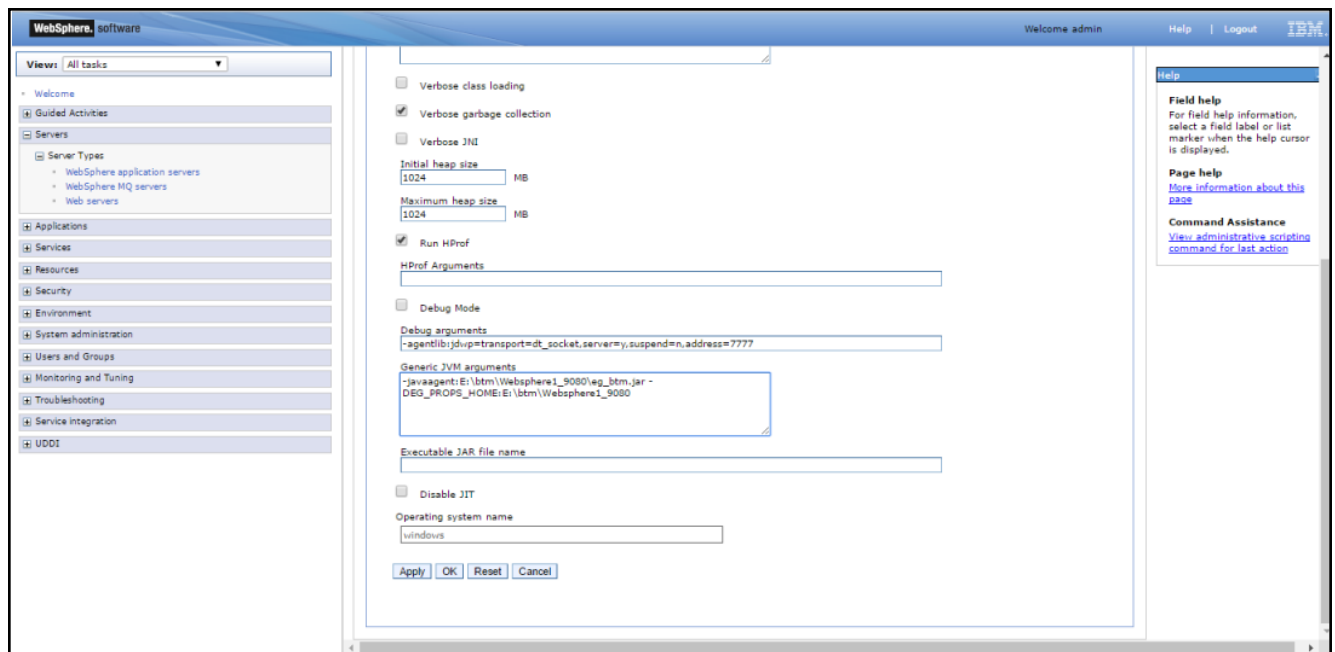 WebSphere. software
Welcome admin
Help | Logout
IBM.
View: All tasks
Welcome
Guided Activities
Servers
Server Types
WebSphere application servers
WebSphere MQ servers
Web servers
Applications
Services
Resources
Security
Environment
System administration
Users and Groups
Monitoring and Tuning
Troubleshooting
Service integration
UDDI
Verbose class loading
Verbose garbage collection
Verbose JNI
Initial heap size
1024 MB
Maximum heap size
1024 MB
Run HProf
HProf Arguments
Debug Mode
Debug arguments
-agentlib:jdwp=transport=dt_socket,server=y,suspend=n,address=7777
Generic JVM arguments
-javaagent:E:\btm\Websphere1_9080\eg_btm.jar -
DEG_PROPS_HOME:E:\btm\Websphere1_9080
Executable JAR file name
Disable JIT
Operating system name
windows
Apply OK Reset Cancel
Help
Field help
For field help information,
select a field label or list
marker when the help cursor
is displayed.
Page help
More information about this
page
Command Assistance
View administrative scripting
command for last action